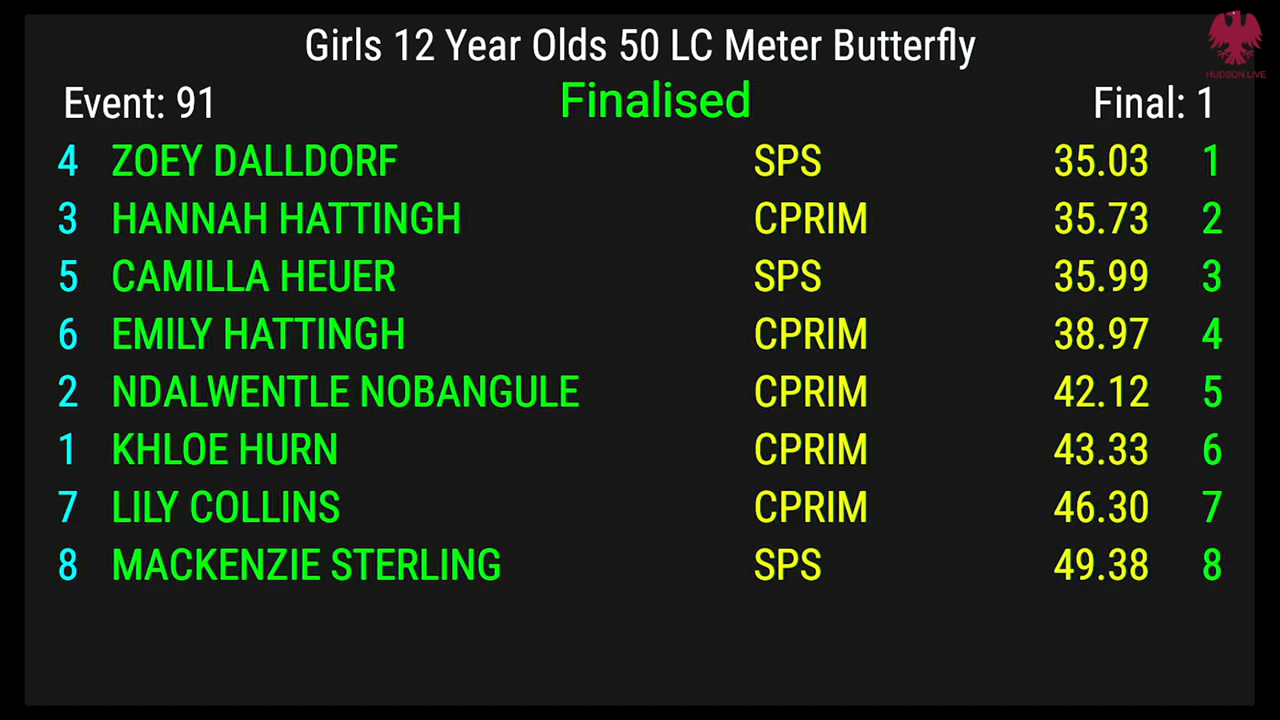 Girls 12 Year Olds 50 LC Meter Butterfly
HUDSON LIVE
Event: 91 Finalised Final: 1
4 ZOEY DALLDORF SPS 35.03 1
3 HANNAH HATTINGH CPRIM 35.73 2
5 CAMILLA HEUER SPS 35.99 3
6 EMILY HATTINGH CPRIM 38.97 4
2 NDALWENTLE NOBANGULE CPRIM 42.12 5
1 KHLOE HURN CPRIM 43.33 6
7 LILY COLLINS CPRIM 46.30 7
8 MACKENZIE STERLING SPS 49.38 8